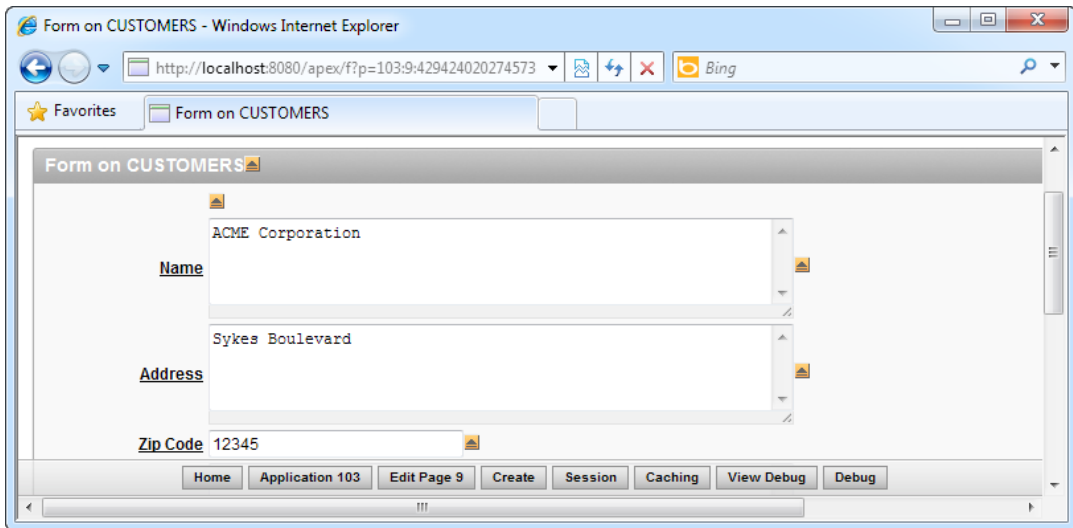 Form on CUSTOMERS - Windows Internet Explorer
http://localhost:8080/apex/f?p=103:9:429424020274573
Bing
Favorites
Form on CUSTOMERS
Form on CUSTOMERS
ACME Corporation
Name
Sykes Boulevard
Address
Zip Code 12345
Home Application 103 Edit Page 9 Create Session Caching View Debug Debug